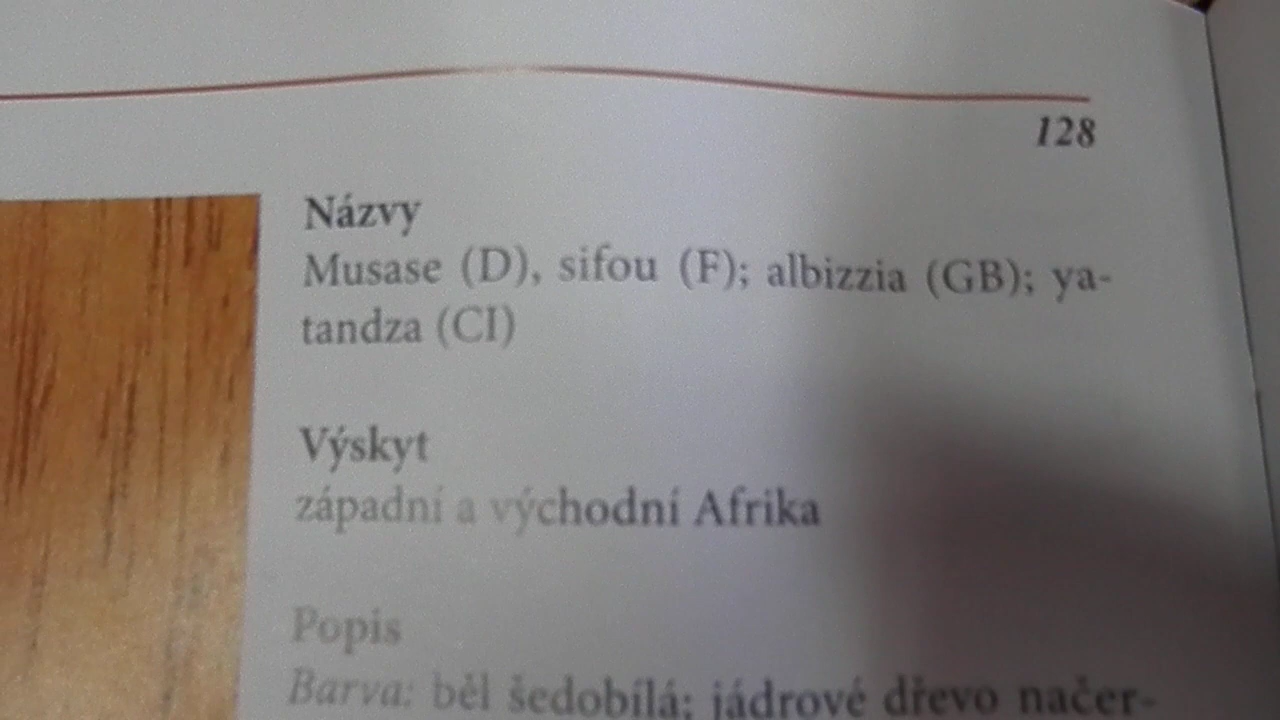 128
Názvy
Musase (D), sifou (F); albizzia (GB); ya-
tandza (CI)
Výskyt
západní a východní Afrika
Popis
Barva: běl šedobílá; jádrové dřevo načer-